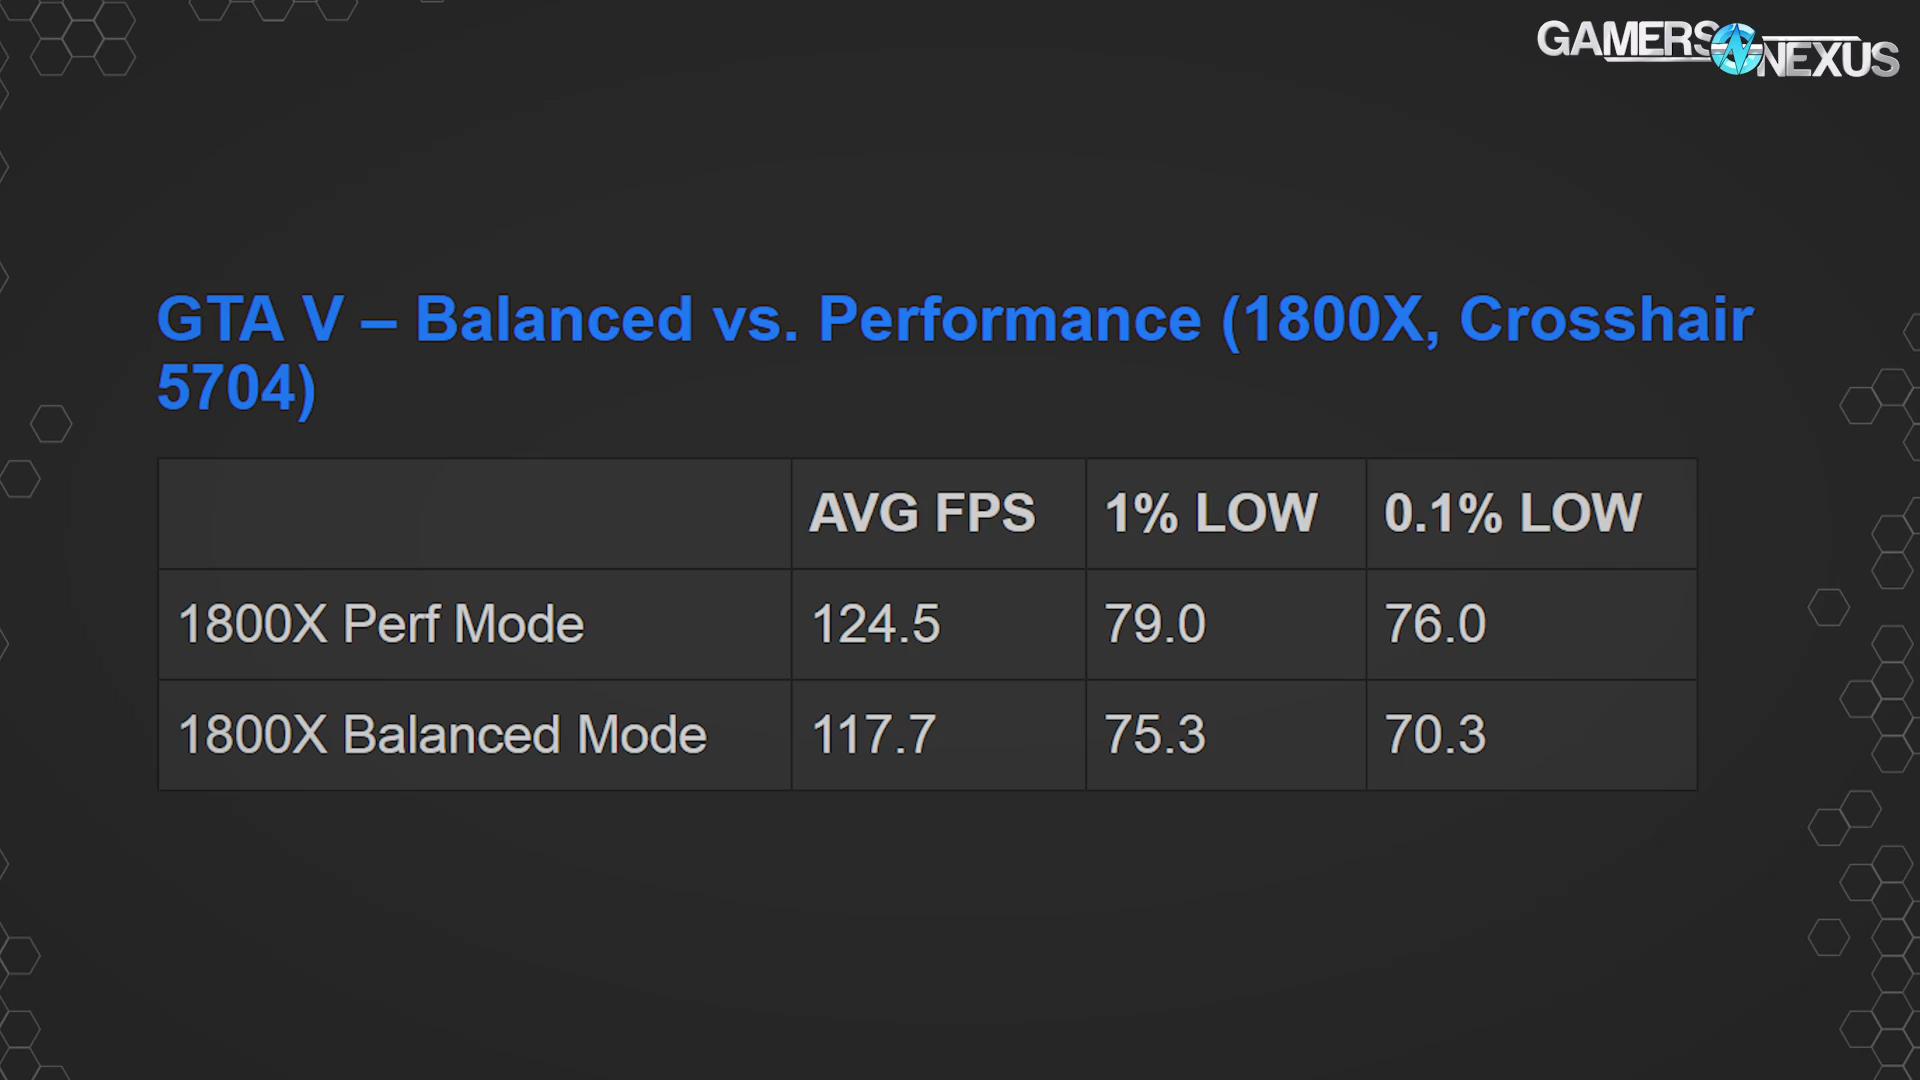 GAMERS NEXUS
GTA V – Balanced vs. Performance (1800X, Crosshair
5704)
AVG FPS 1% LOW 0.1% LOW
1800X Perf Mode 124.5 79.0 76.0
1800X Balanced Mode 117.7 75.3 70.3